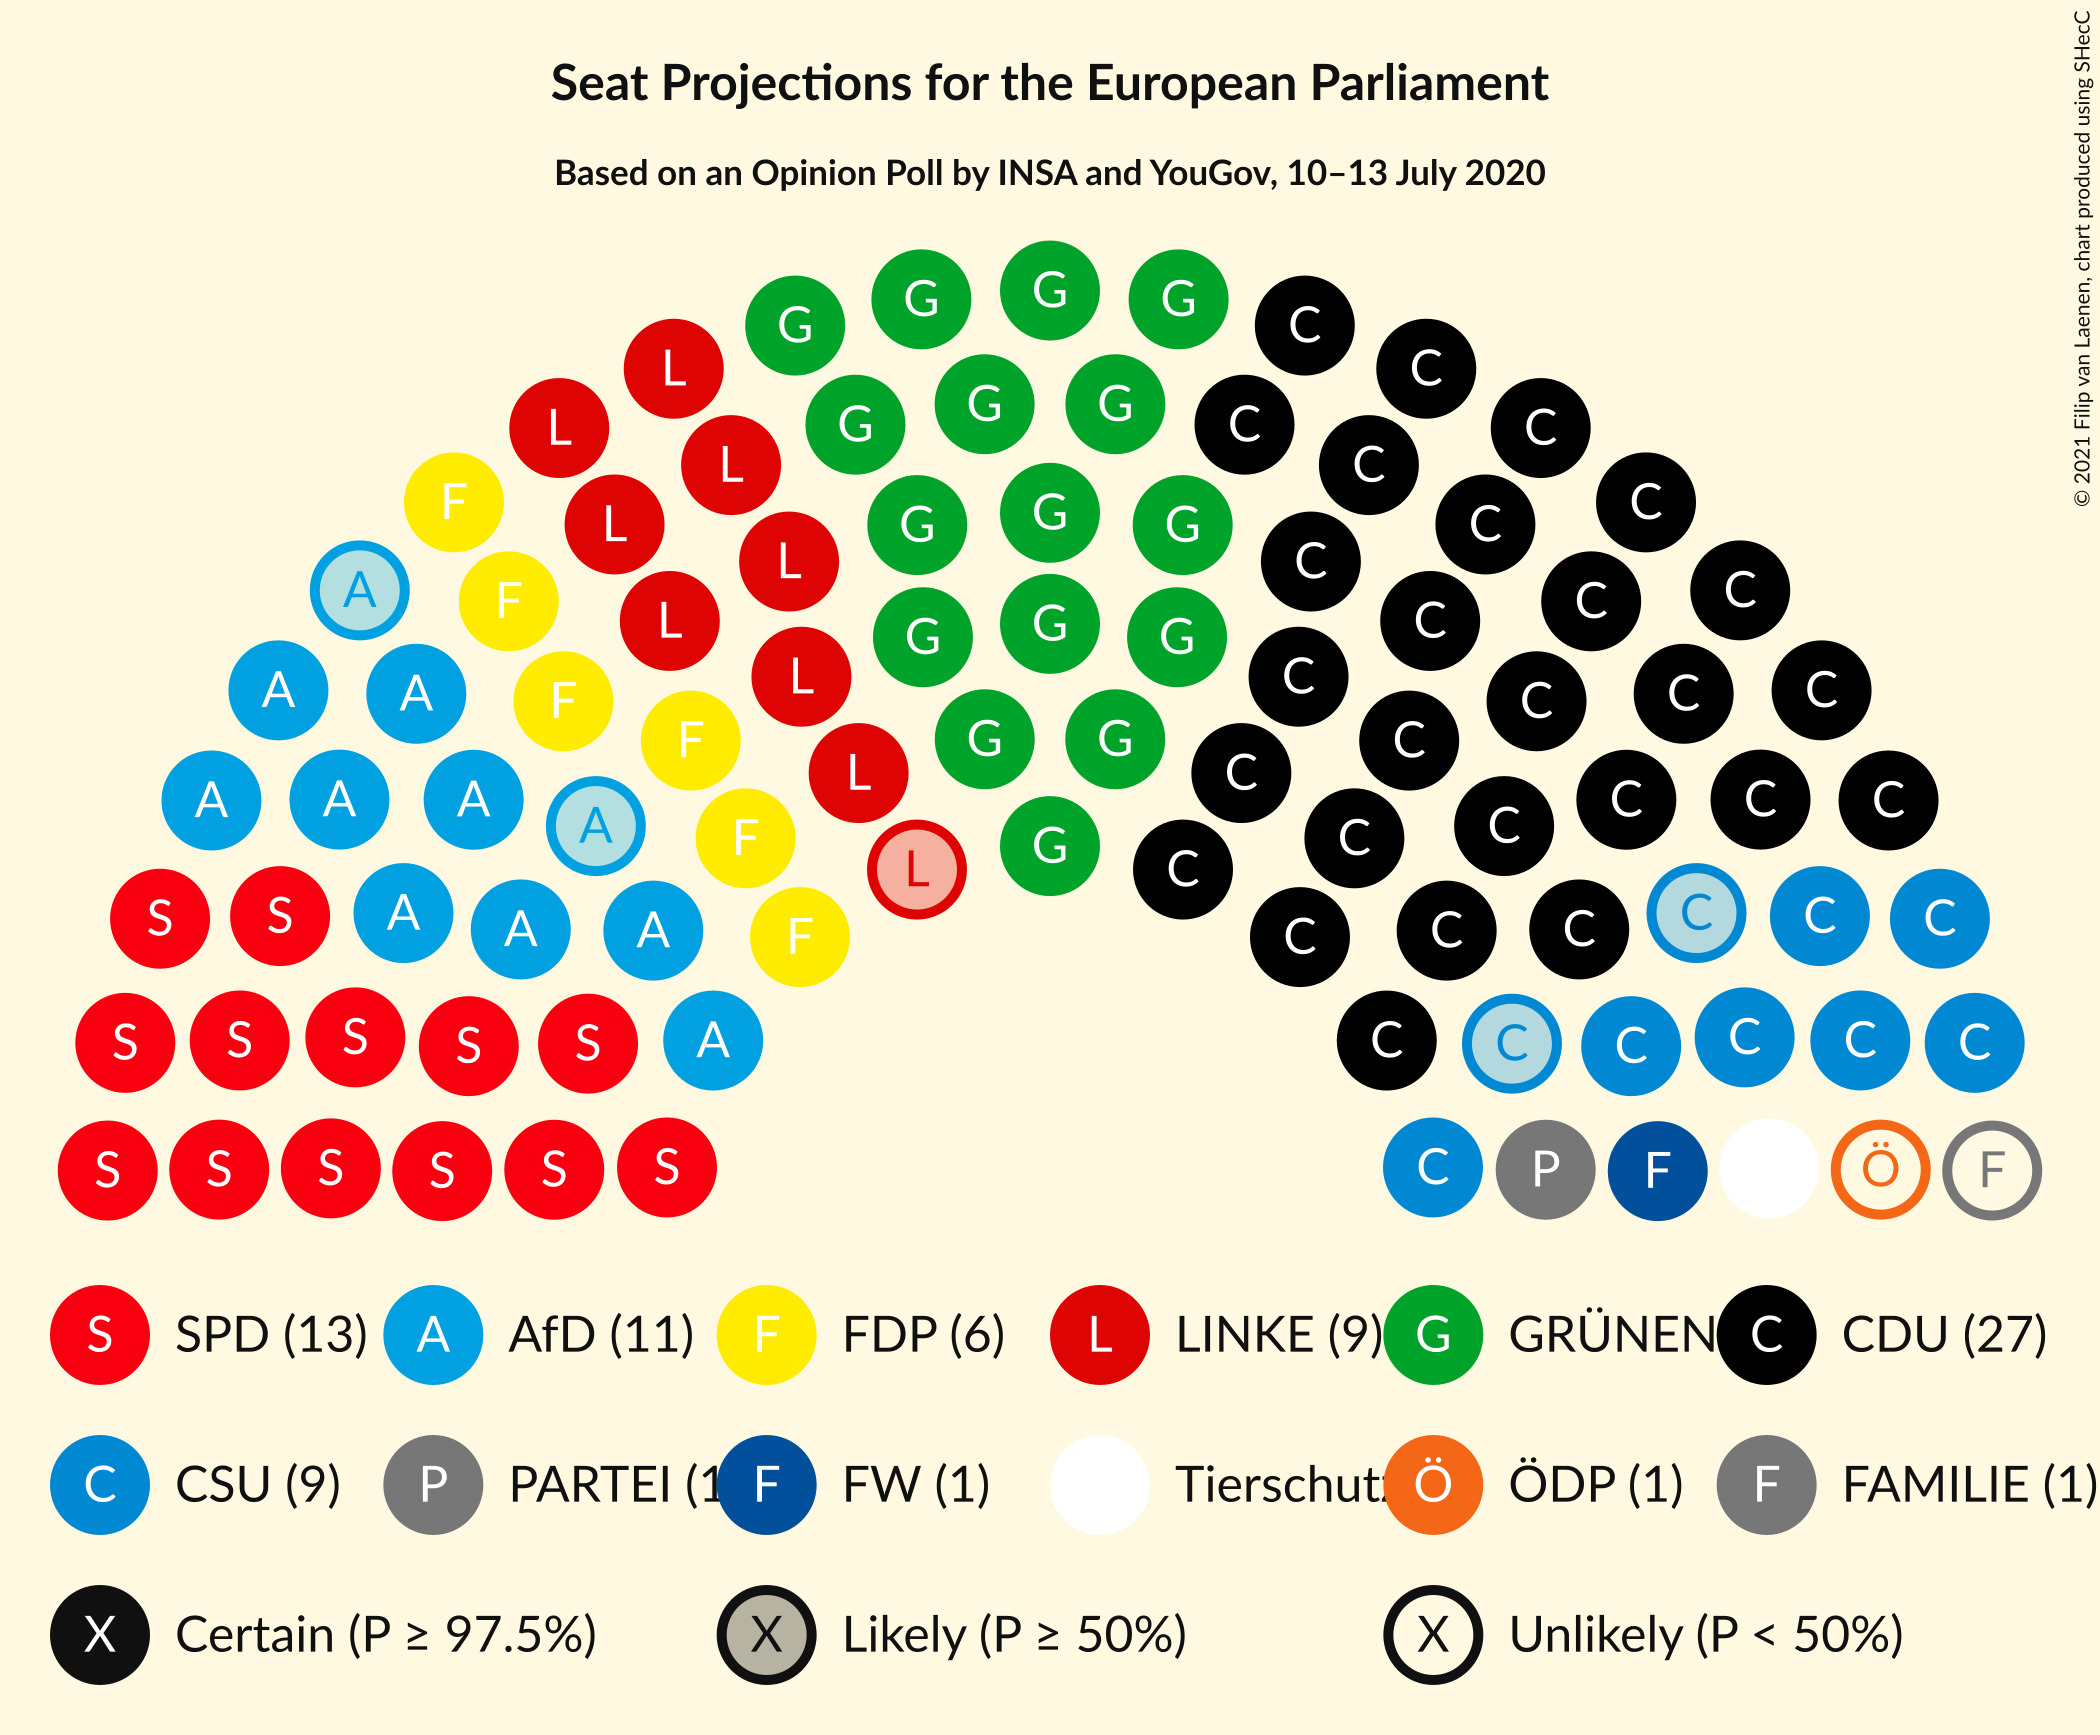 Seat Projections for the European Parliament
Based on an Opinion Poll by INSA and YouGov, 10–13 July 2020
© 2021 Filip van Laenen, chart produced using SHecC
G G G G
L C
L G G G C
L C C
F L G G G C C
A F L L G G G C C C
A A F F L L G G C C C C C
A A A A F L G C C C C C C
S S A A A F C C C C C C
S S S S S A C C C C C C
S S S S S S C P F Ö F
S SPD (13) A AfD (11) F FDP (6) L LINKE (9) G GRÜNEN C CDU (27)
C CSU (9) P PARTEI (1 F FW (1) Tierschutz Ö ÖDP (1) F FAMILIE (1)
X Certain (P ≥ 97.5%) X Likely (P ≥ 50%) X Unlikely (P < 50%)